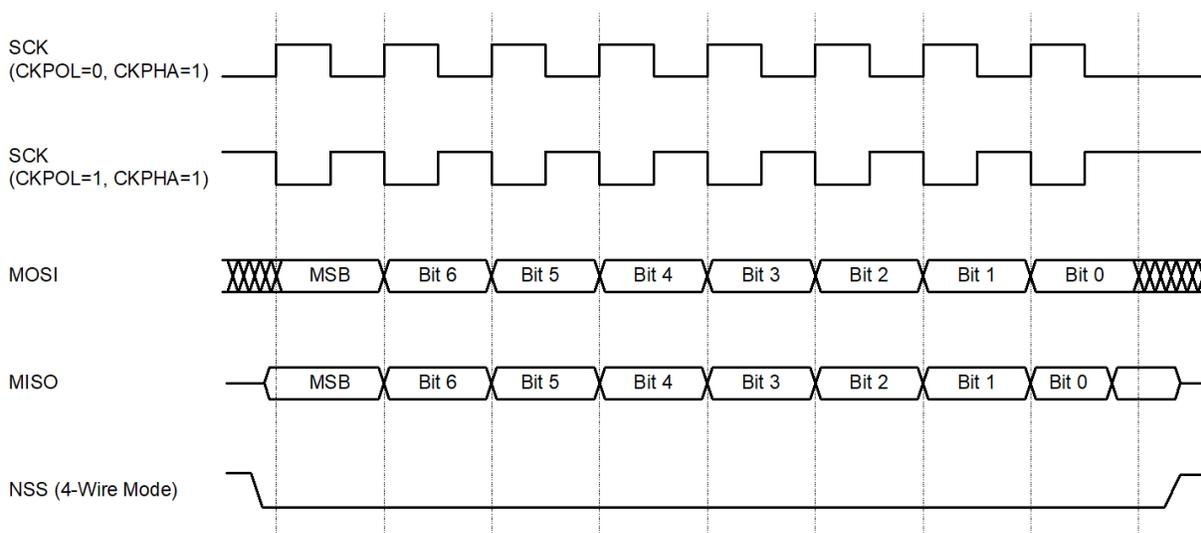 SCK
(CKPOL=0, CKPHA=1)
SCK
(CKPOL=1, CKPHA=1)
MOSI MSB Bit 6 Bit 5 Bit 4 Bit 3 Bit 2 Bit 1 Bit 0
MISO MSB Bit 6 Bit 5 Bit 4 Bit 3 Bit 2 Bit 1 Bit 0
NSS (4-Wire Mode)